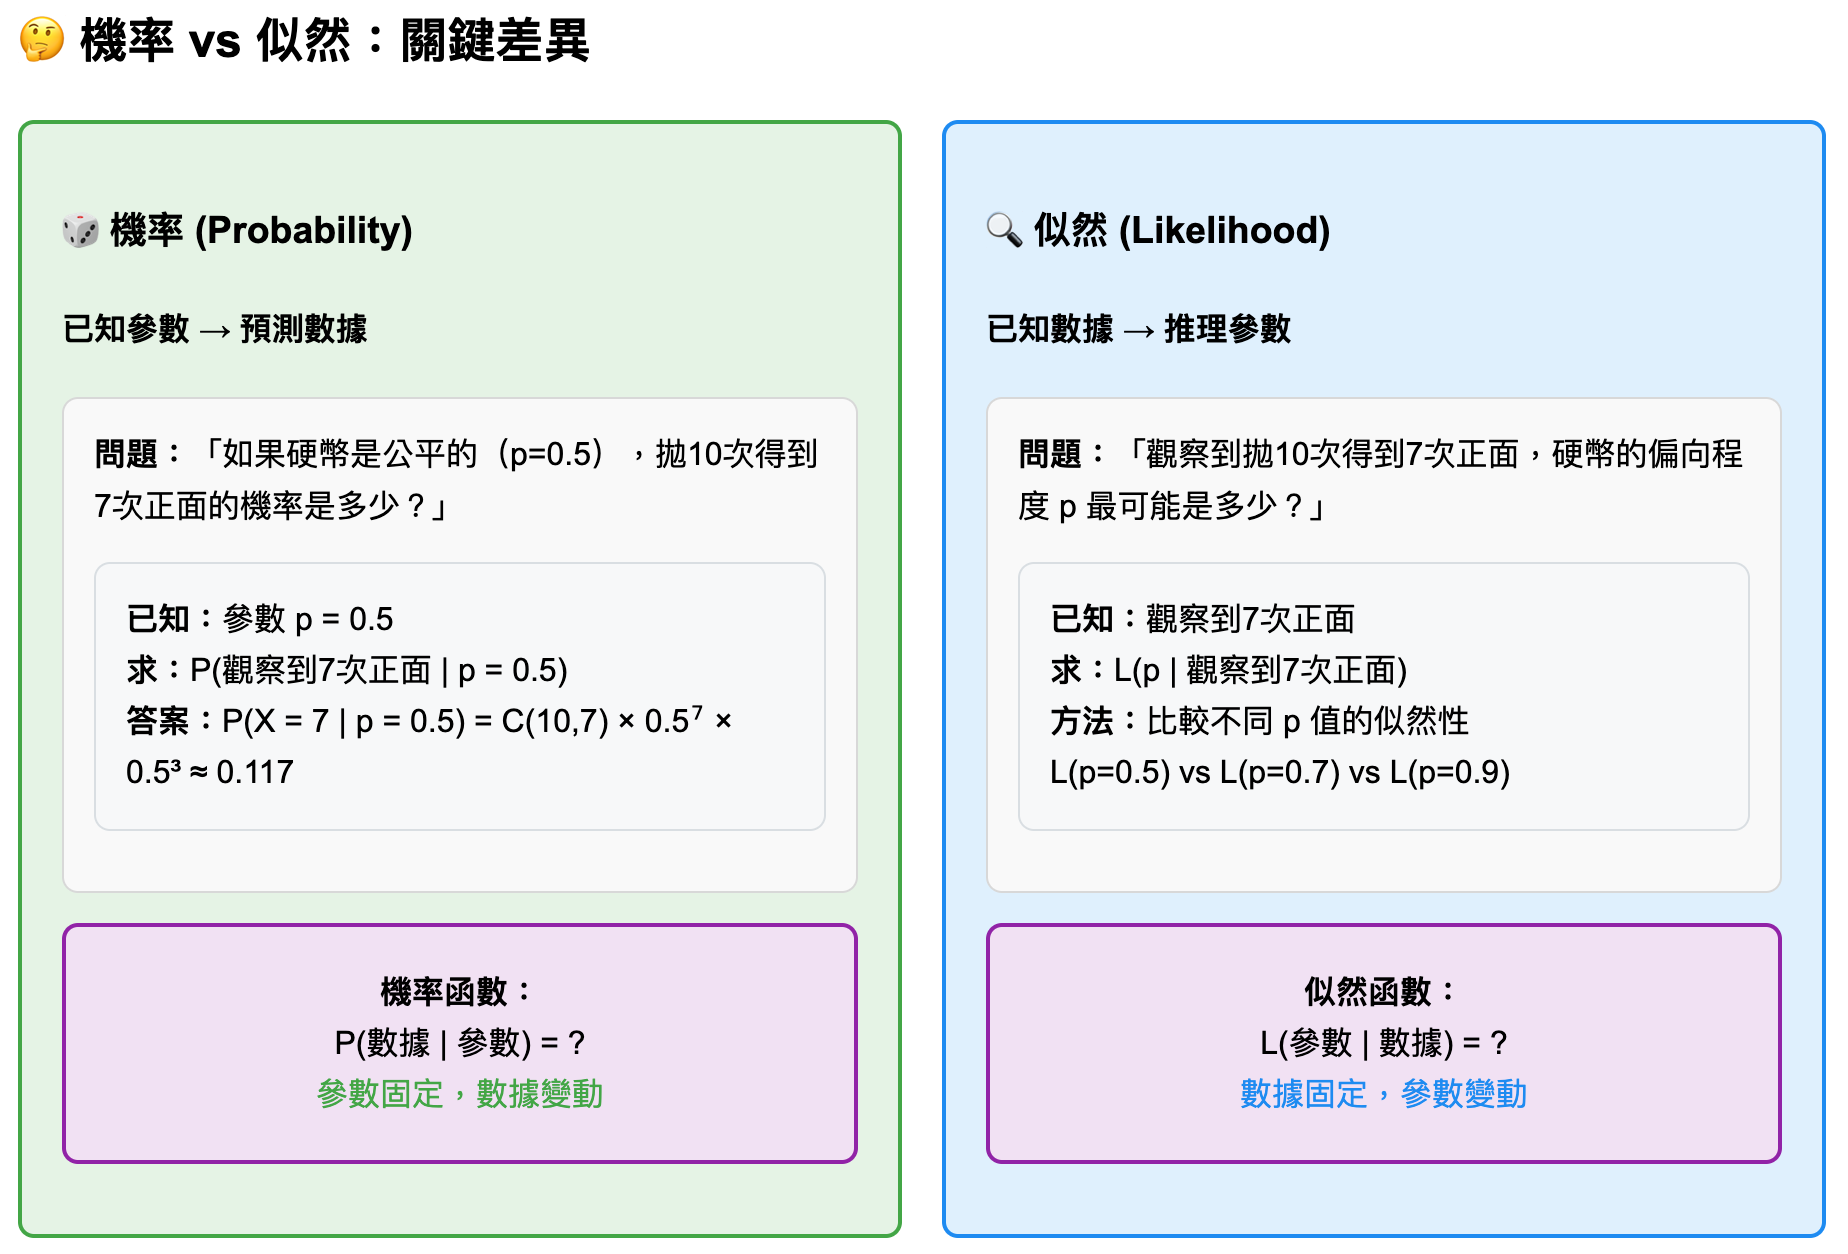 🤔 機率 vs 似然：關鍵差異
🎲 機率 (Probability)
已知參數 → 預測數據
問題：「如果硬幣是公平的（p=0.5），拋10次得到
7次正面的機率是多少？」
已知：參數 p = 0.5
求：P(觀察到7次正面 | p = 0.5)
答案：P(X = 7 | p = 0.5) = C(10,7) × 0.5⁷ ×
0.5³ ≈ 0.117
機率函數：
P(數據 | 參數) = ?
參數固定，數據變動
🔍 似然 (Likelihood)
已知數據 → 推理參數
問題：「觀察到拋10次得到7次正面，硬幣的偏向程
度 p 最可能是多少？」
已知：觀察到7次正面
求：L(p | 觀察到7次正面)
方法：比較不同 p 值的似然性
L(p=0.5) vs L(p=0.7) vs L(p=0.9)
似然函數：
L(參數 | 數據) = ?
數據固定，參數變動